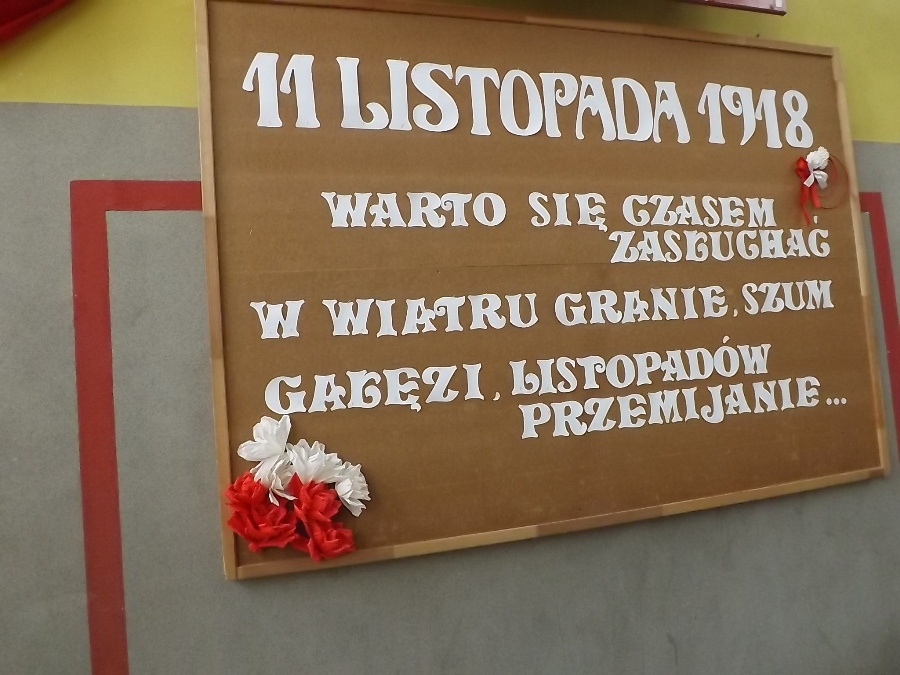 11 LISTOPADA 1918
WARTO SIĘ CZASEM
ZASŁUCHAĆ
W WIATRU GRANIE, SZUM
GAŁĘZI, LISTOPADÓW
PRZEMIJANIE...